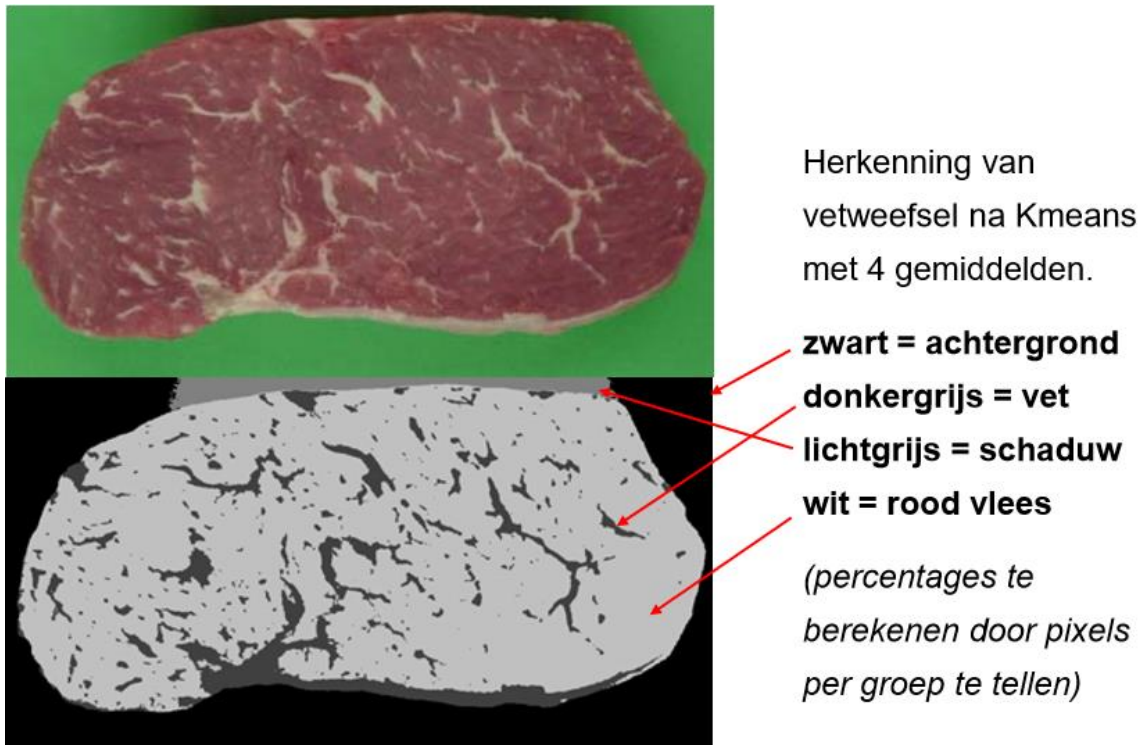 Herkenning van
vetweefsel na Kmeans
met 4 gemiddelden.
zwart = achtergrond
donkergrijs = vet
lichtgrijs = schaduw
wit = rood vlees
(percentages te
berekenen door pixels
per groep te tellen)